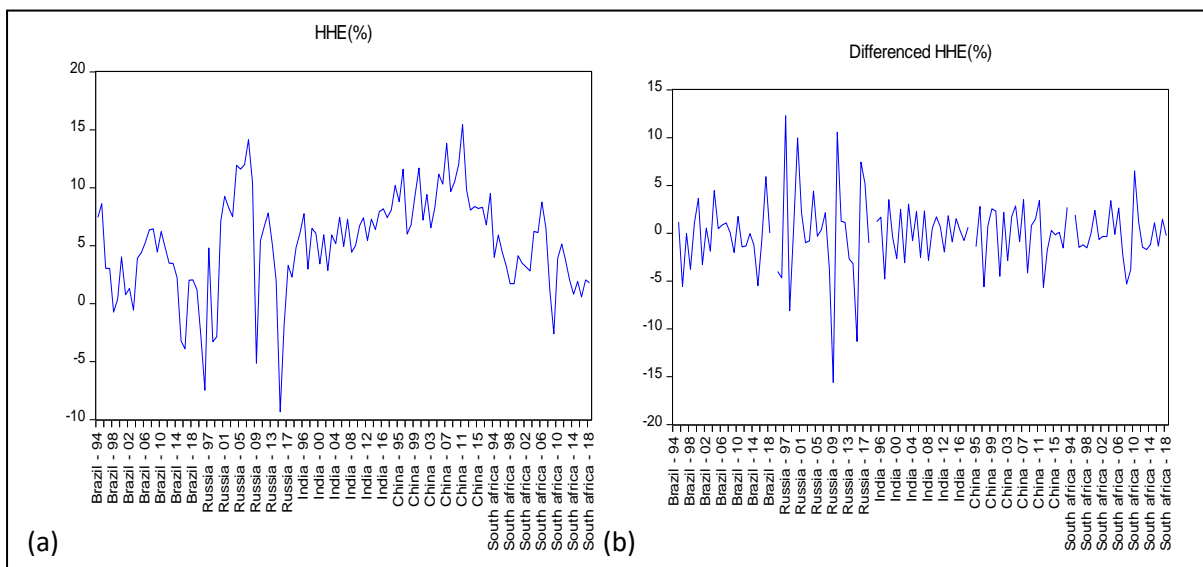 HHE(%)
20
15
10
5
0
-5
-10
Brazil - 94
Brazil - 98
Brazil - 02
Brazil - 06
Brazil - 10
Brazil - 14
Brazil - 18
Russia - 97
Russia - 01
Russia - 05
Russia - 09
Russia - 13
Russia - 17
India - 96
India - 00
India - 04
India - 08
India - 12
India - 16
China - 95
China - 99
China - 03
China - 07
China - 11
China - 15
South africa - 94
South africa - 98
South africa - 02
South africa - 06
South africa - 10
South africa - 14
South africa - 18
(a)
Differenced HHE(%)
15
10
5
0
-5
-10
-15
-20
Brazil - 94
Brazil - 98
Brazil - 02
Brazil - 06
Brazil - 10
Brazil - 14
Brazil - 18
Russia - 97
Russia - 01
Russia - 05
Russia - 09
Russia - 13
Russia - 17
India - 96
India - 00
India - 04
India - 08
India - 12
India - 16
China - 95
China - 99
China - 03
China - 07
China - 11
China - 15
South africa - 94
South africa - 98
South africa - 02
South africa - 06
South africa - 10
South africa - 14
South africa - 18
(b)